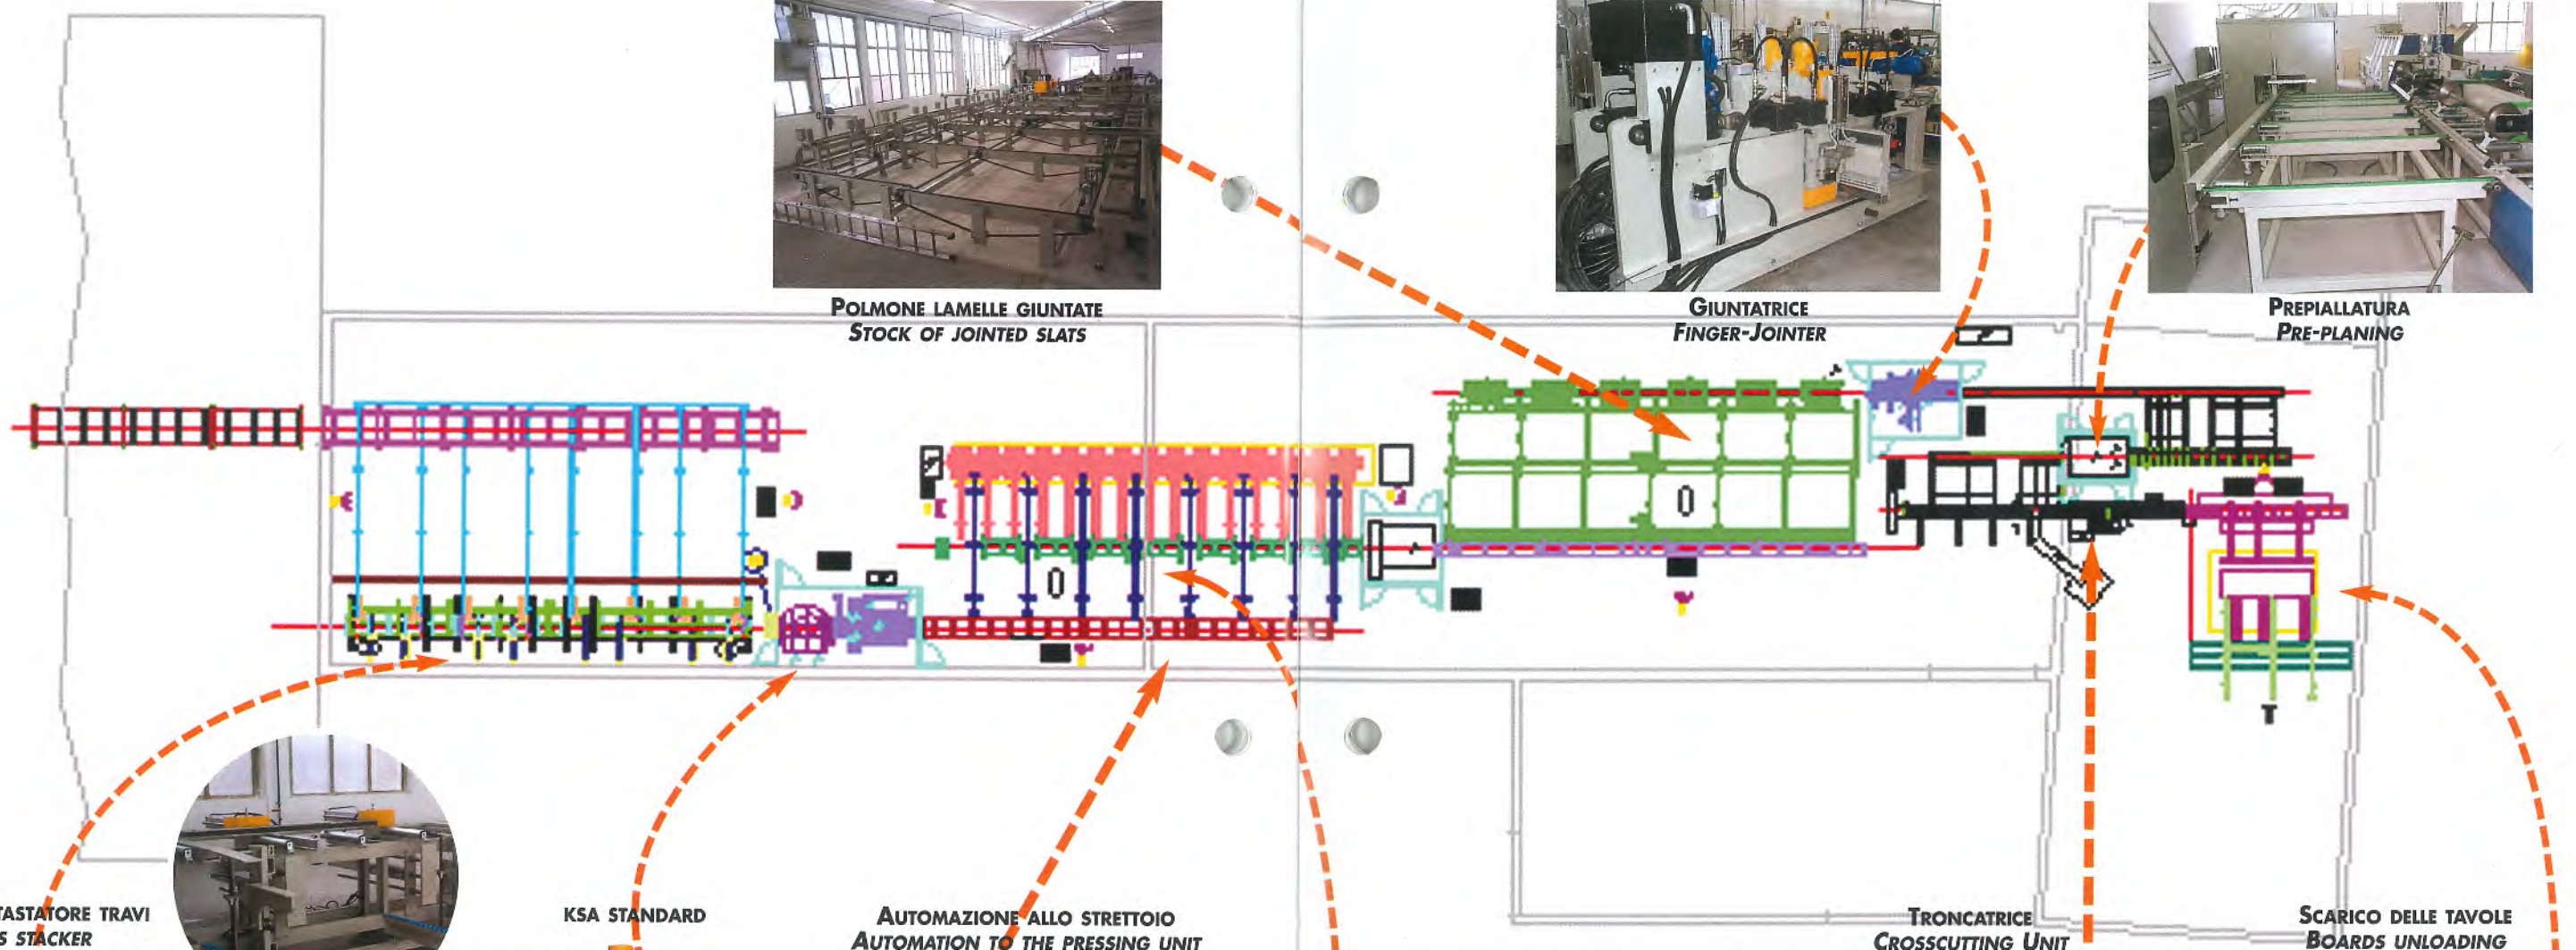 POLMONE LAMELLE GIUNTATE
STOCK OF JOINTED SLATS
GIUNTATRICE
FINGER-JOINTER
PREPIALLATURA
PRE-PLANING
0
0
T
TASTATORE TRAVI
S STACKER
KSA STANDARD
AUTOMAZIONE ALLO STRETTOIO
AUTOMATION TO THE PRESSING UNIT
TRONCATRICE
CROSSCUTTING UNIT
SCARICO DELLE TAVOLE
BOARDS UNLOADING